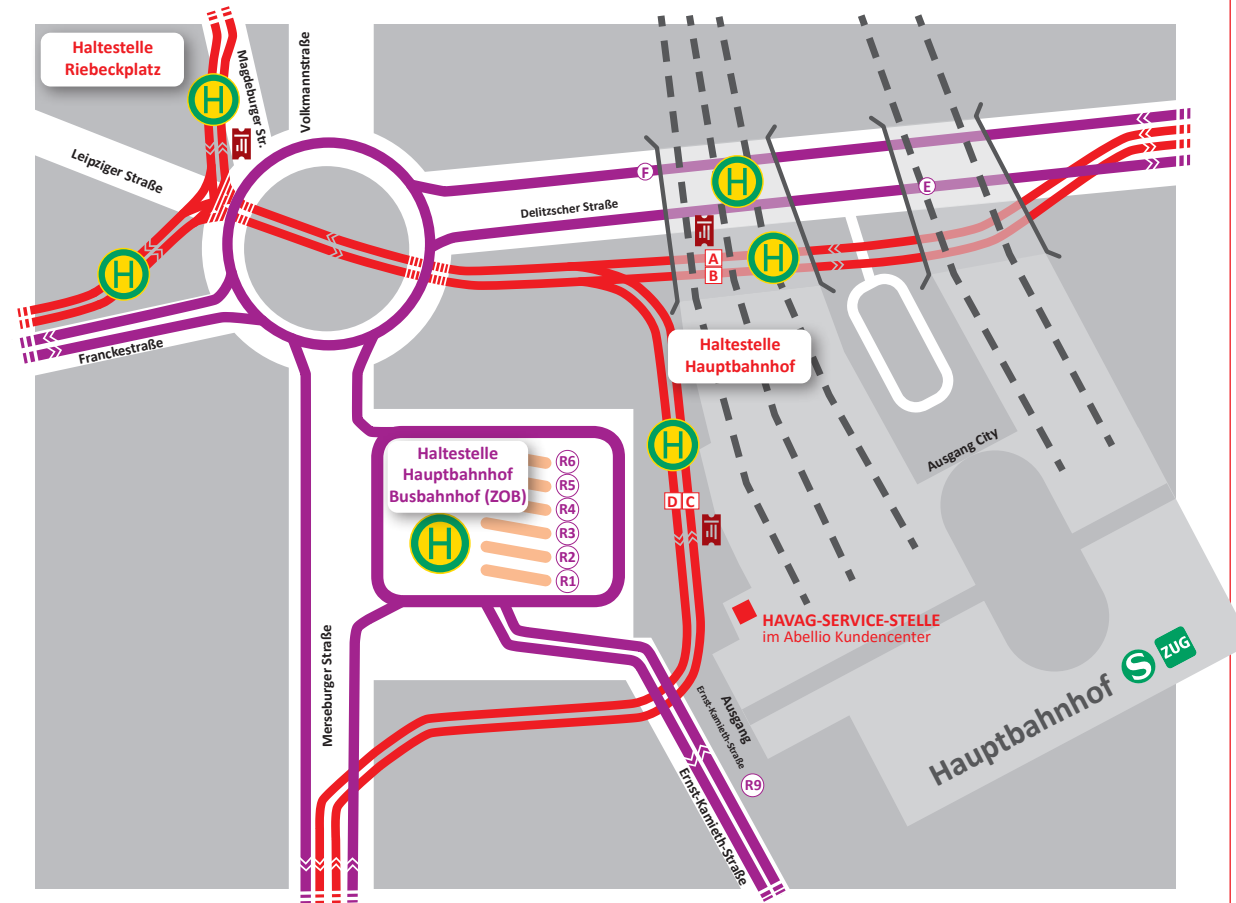 Haltestelle
Riebeckplatz
H
Magdeburger Str.
Volkmannstraße
Leipziger Straße
H
Franckestraße
F
H
E
Delitzscher Straße
A
B
H
Haltestelle
Hauptbahnhof
H
D C
Ausgang City
Haltestelle
Hauptbahnhof
Busbahnhof (ZOB)
H
R6
R5
R4
R3
R2
R1
HAVAG-SERVICE-STELLE
im Abellio Kundencenter
Hauptbahnhof S ZUG
Merseburger Straße
Ausgang
Ernst-Kamieth-Straße
R9
Ernst-Kamieth-Straße